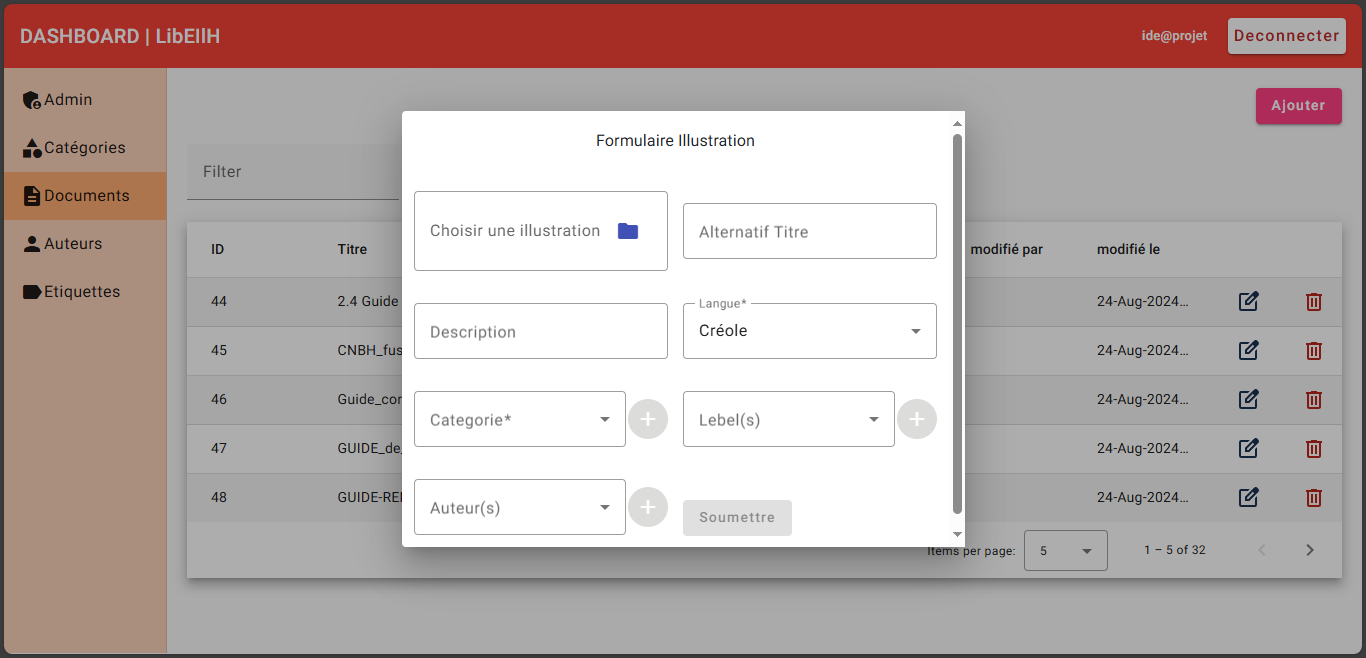 DASHBOARD | LibEIlH
ide@projet
Deconnecter
Admin
Catégories
Documents
Auteurs
Etiquettes
Ajouter
Filter
Formulaire Illustration
Choisir une illustration
Alternatif Titre
Description
Langue*
Créole
Categorie*
Lebel(s)
Auteur(s)
Soumettre
ID Titre modifié par modifié le
44 2.4 Guide 24-Aug-2024...
45 CNBH_fus 24-Aug-2024...
46 Guide_cor 24-Aug-2024...
47 GUIDE_de_ 24-Aug-2024...
48 GUIDE-REI 24-Aug-2024...
Items per page: 5 1 – 5 of 32